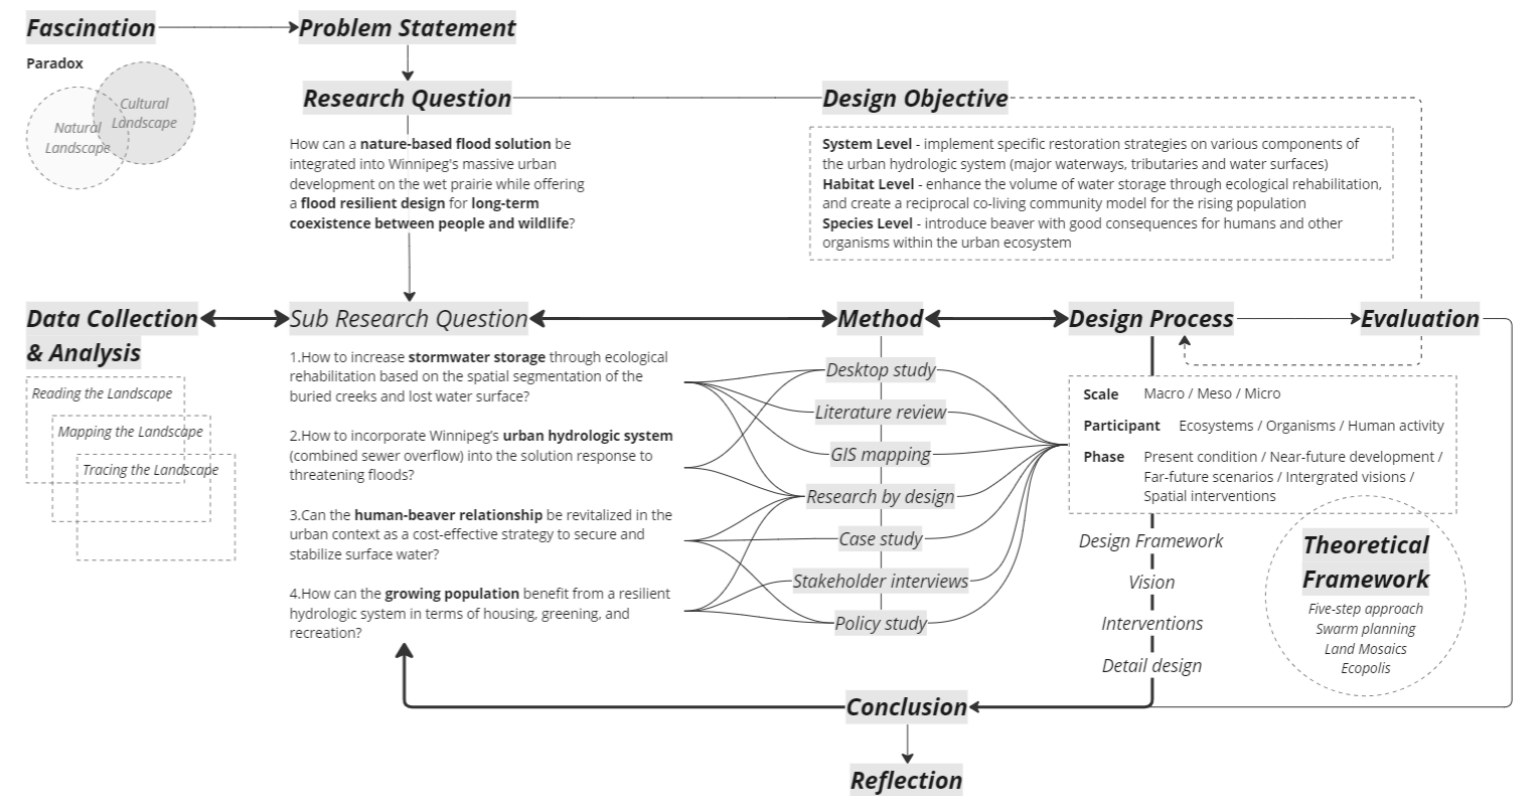 Fascination
Problem Statement
Paradox
Cultural
Landscape
Natural
Landscape
Research Question
How can a nature-based flood solution be
integrated into Winnipeg's massive urban
development on the wet prairie while offering
a flood resilient design for long-term
coexistence between people and wildlife?
Design Objective
System Level - implement specific restoration strategies on various components of
the urban hydrologic system (major waterways, tributaries and water surfaces)
Habitat Level - enhance the volume of water storage through ecological rehabilitation,
and create a reciprocal co-living community model for the rising population
Species Level - introduce beaver with good consequences for humans and other
organisms within the urban ecosystem
Data Collection
& Analysis
Reading the Landscape
Mapping the Landscape
Tracing the Landscape
Sub Research Question
1.How to increase stormwater storage through ecological
rehabilitation based on the spatial segmentation of the
buried creeks and lost water surface?
2.How to incorporate Winnipeg's urban hydrologic system
(combined sewer overflow) into the solution response to
threatening floods?
3.Can the human-beaver relationship be revitalized in the
urban context as a cost-effective strategy to secure and
stabilize surface water?
4.How can the growing population benefit from a resilient
hydrologic system in terms of housing, greening, and
recreation?
Method
Desktop study
Literature review
GIS mapping
Research by design
Case study
Stakeholder interviews
Policy study
Design Process
Scale Macro / Meso / Micro
Participant Ecosystems / Organisms / Human activity
Phase Present condition / Near-future development /
Far-future scenarios / Intergrated visions /
Spatial interventions
Design Framework
Vision
Interventions
Detail design
Evaluation
Theoretical
Framework
Five-step approach
Swarm planning
Land Mosaics
Ecopolis
Conclusion
Reflection